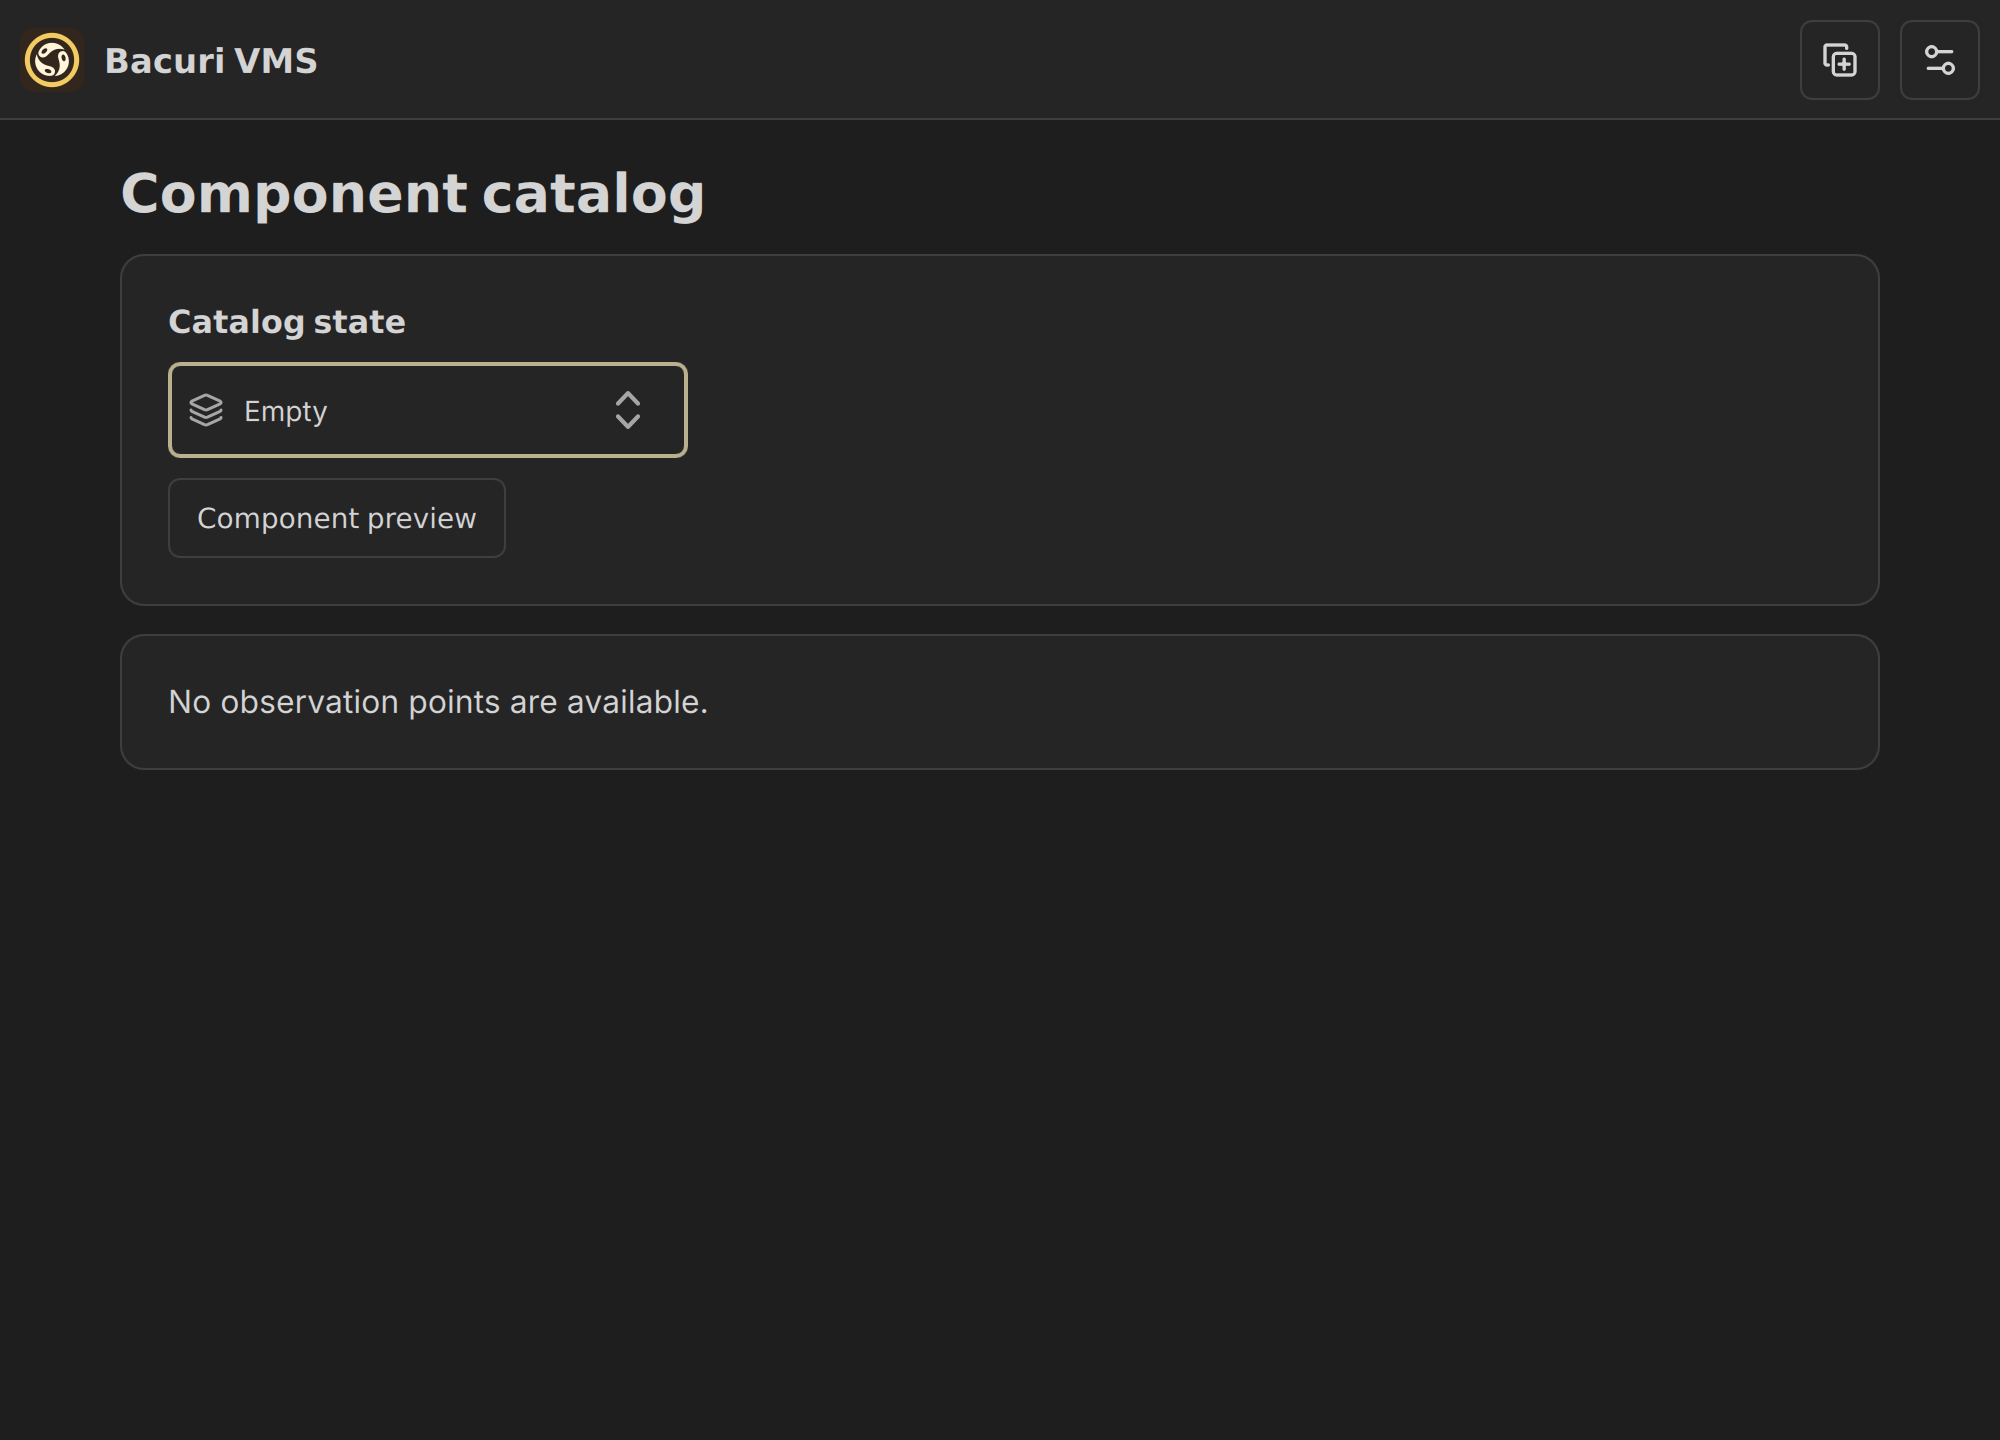 Bacuri VMS
Component catalog
Catalog state
Empty
Component preview
No observation points are available.